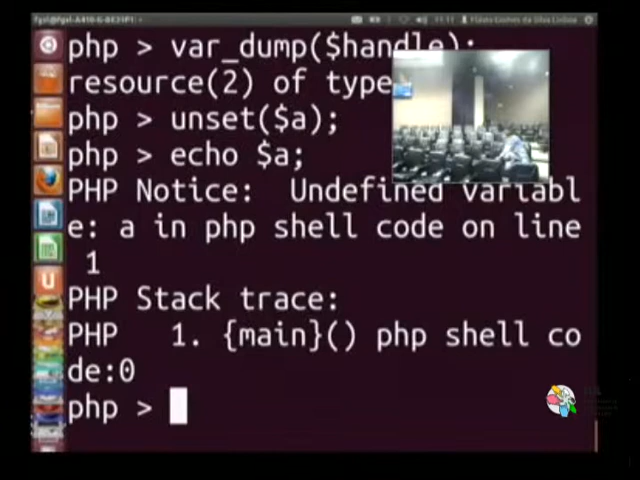 php > var_dump($handle);
resource(2) of type
php > unset($a);
php > echo $a;
PHP Notice:  Undefined variabl
e: a in php shell code on line
 1
PHP Stack trace:
PHP   1. {main}() php shell co
de:0
php >